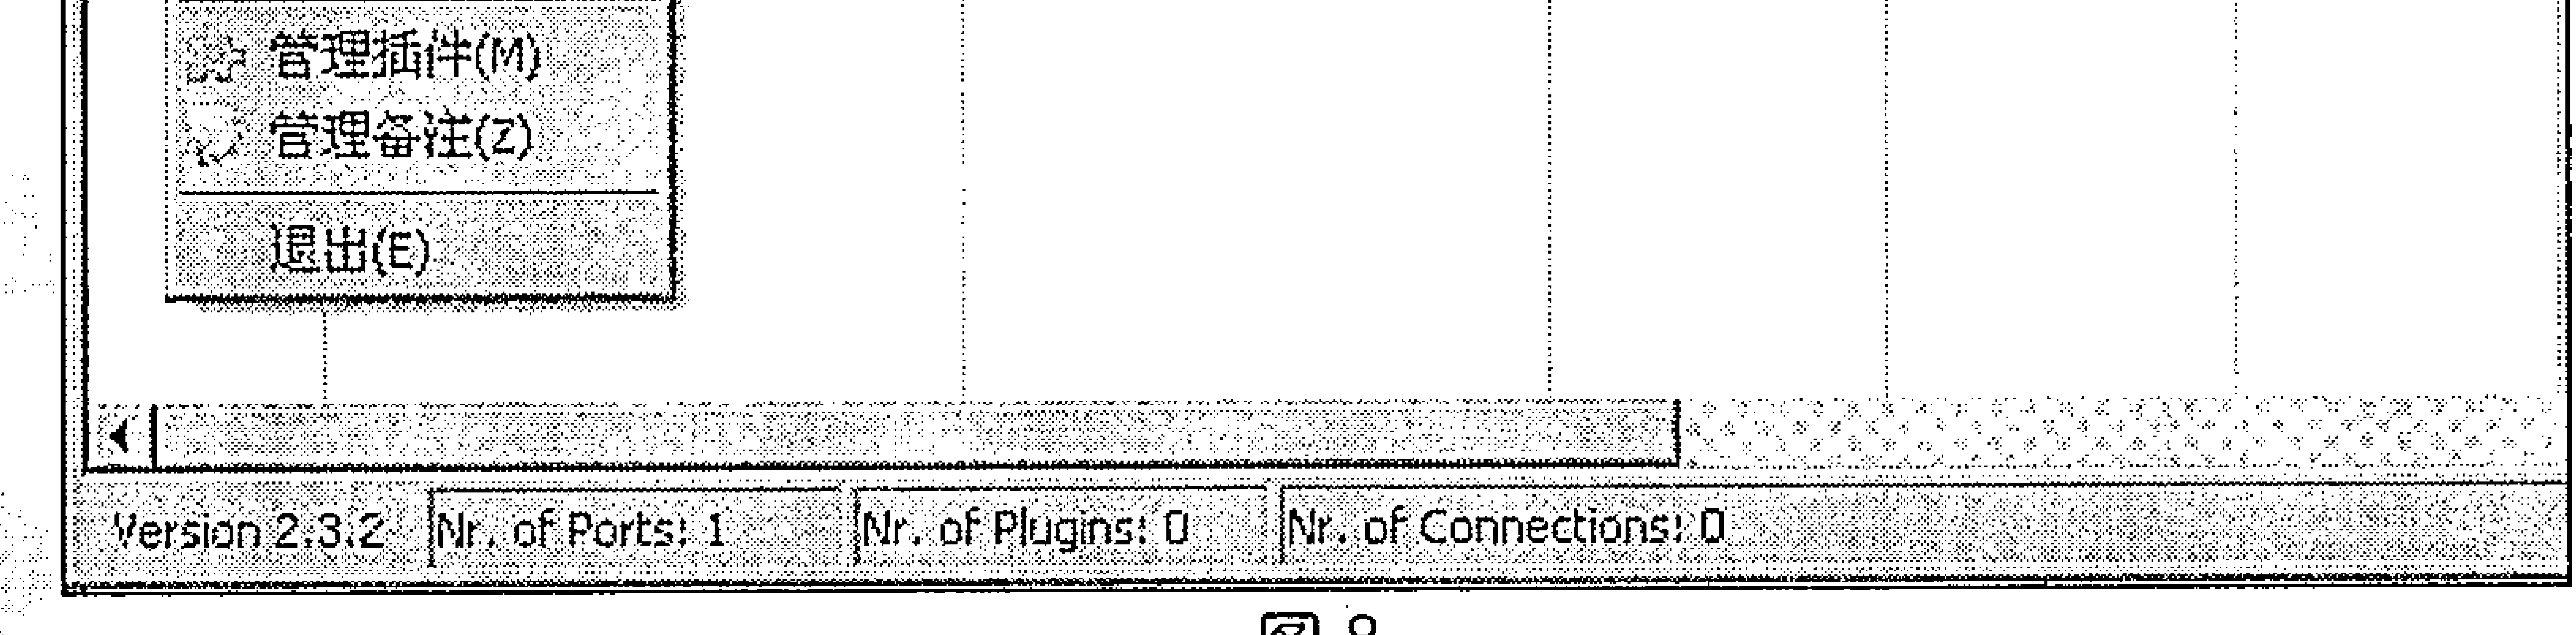 管理插件(M)
管理备注(Z)
退出(E)
Version 2.3.2 Nr. of Ports: 1 Nr. of Plugins: 0 Nr. of Connections: 0
图